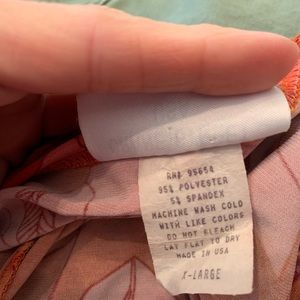 RN# 95654
95% POLYESTER
5% SPANDEX
MACHINE WASH COLD
WITH LIKE COLORS
DO NOT BLEACH
LAY FLAT TO DRY
MADE IN USA
X-LARGE